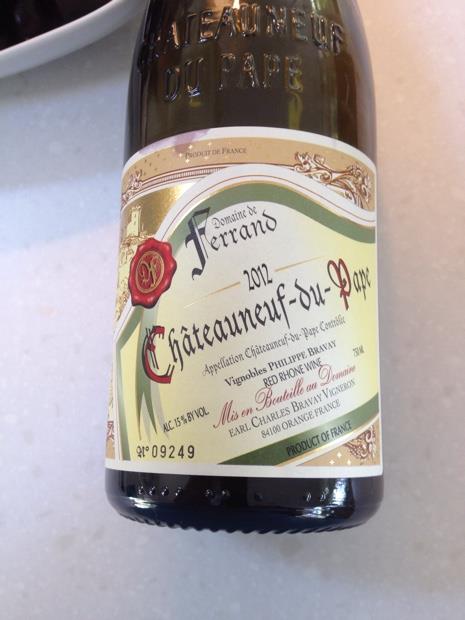 CHATEAUNEUF
DU PAPE
PRODUIT DE FRANCE
Domaine de
Ferrand
2012
Châteauneuf-du-Pape
Appellation Châteauneuf-du-Pape Contrôlée
Vignobles PHILIPPE BRAVAY
750 ML
RED RHONE WINE
Mis en Bouteille au Domaine
ALC. 15 % BY VOL.
EARL CHARLES BRAVAY VIGNERON
84100 ORANGE FRANCE
N° 09249
PRODUCT OF FRANCE